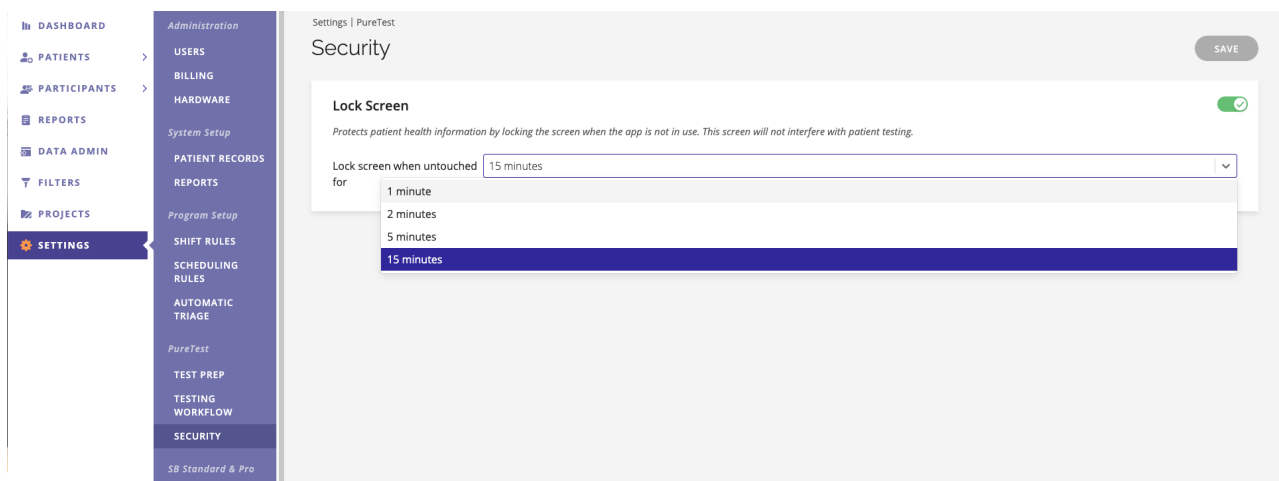 DASHBOARD
PATIENTS
PARTICIPANTS
REPORTS
DATA ADMIN
FILTERS
PROJECTS
SETTINGS
Administration
USERS
BILLING
HARDWARE
System Setup
PATIENT RECORDS
REPORTS
Program Setup
SHIFT RULES
SCHEDULING
RULES
AUTOMATIC
TRIAGE
PureTest
TEST PREP
TESTING
WORKFLOW
SECURITY
SB Standard & Pro
Settings | PureTest
Security
SAVE
Lock Screen
Protects patient health information by locking the screen when the app is not in use. This screen will not interfere with patient testing.
Lock screen when untouched 15 minutes
for
1 minute
2 minutes
5 minutes
15 minutes